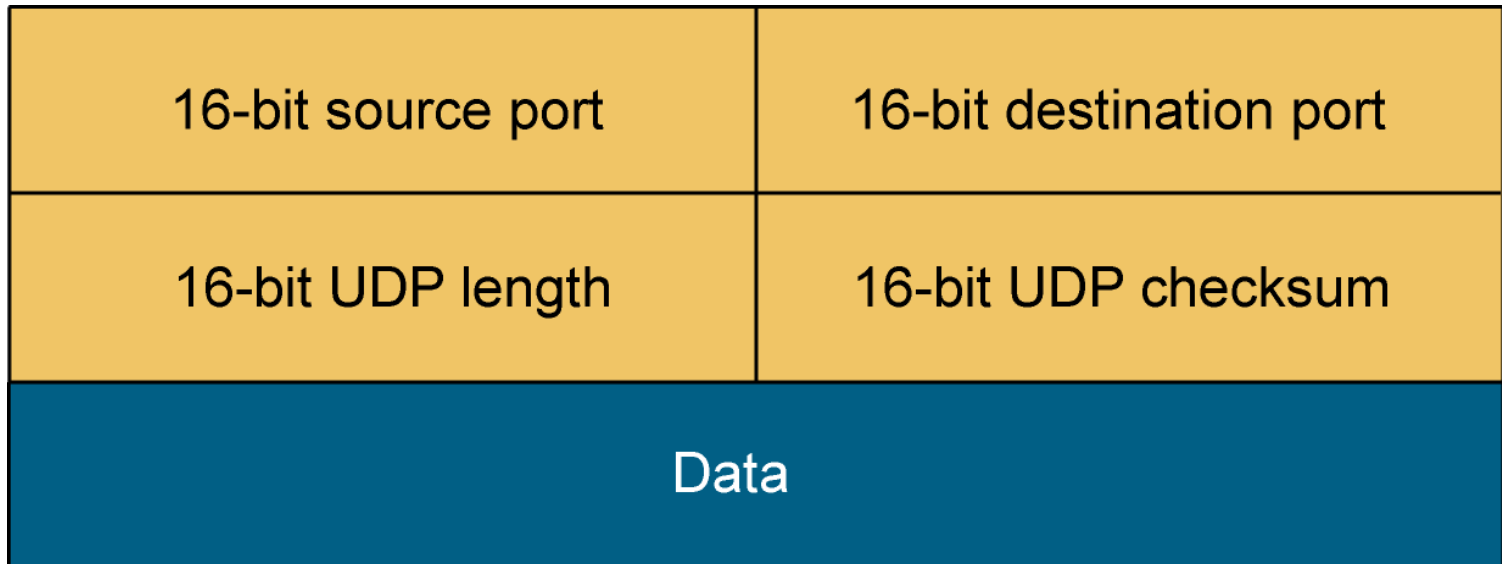 16-bit source port
16-bit destination port
16-bit UDP length
16-bit UDP checksum
Data